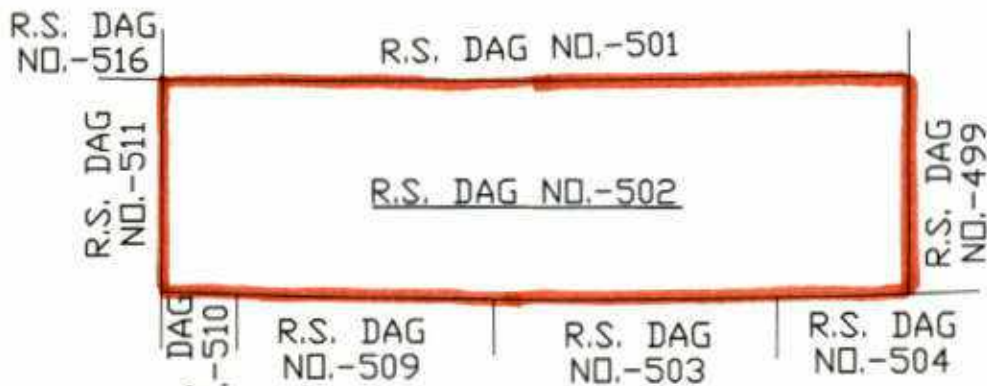 R.S. DAG
NO.-516
R.S. DAG NO.-501
R.S. DAG
NO.-511
R.S. DAG NO.-502
R.S. DAG
NO.-499
DAG
-510
R.S. DAG
NO.-509
R.S. DAG
NO.-503
R.S. DAG
NO.-504